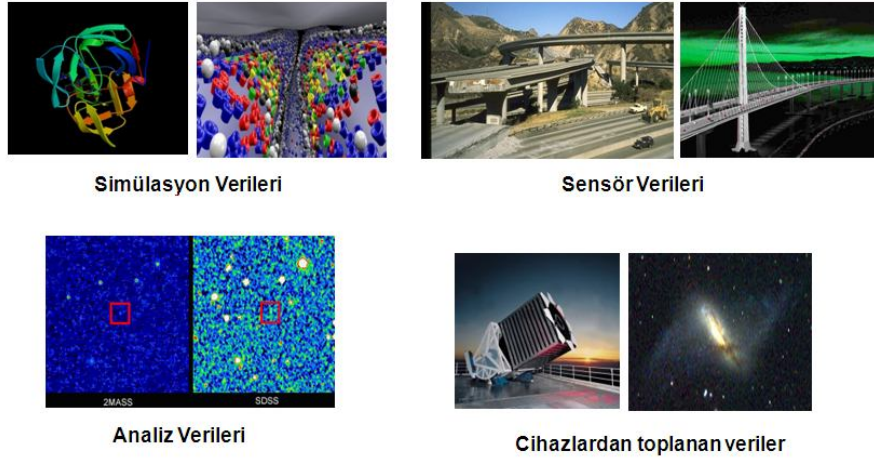 Simülasyon Verileri
Sensör Verileri
2MASS
SDSS
Analiz Verileri
Cihazlardan toplanan veriler